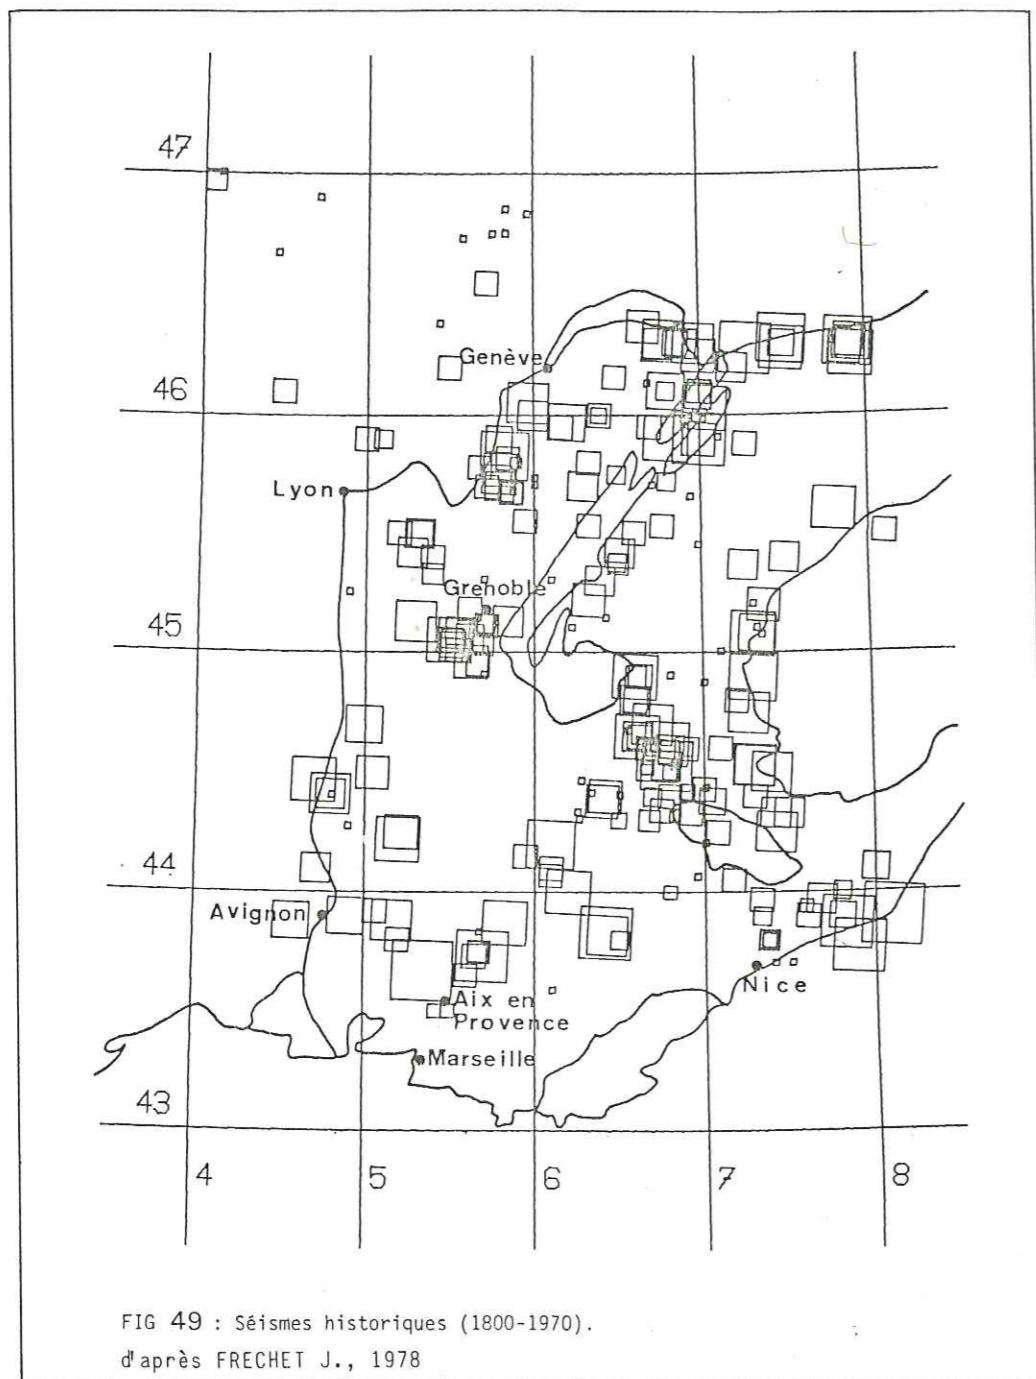 47
Genève
46
Lyon
Grenoble
45
44
Avignon
Nice
Aix en
Provence
Marseille
43
4 5 6 7 8
FIG 49 : Séismes historiques (1800-1970).
d'après FRECHET J., 1978